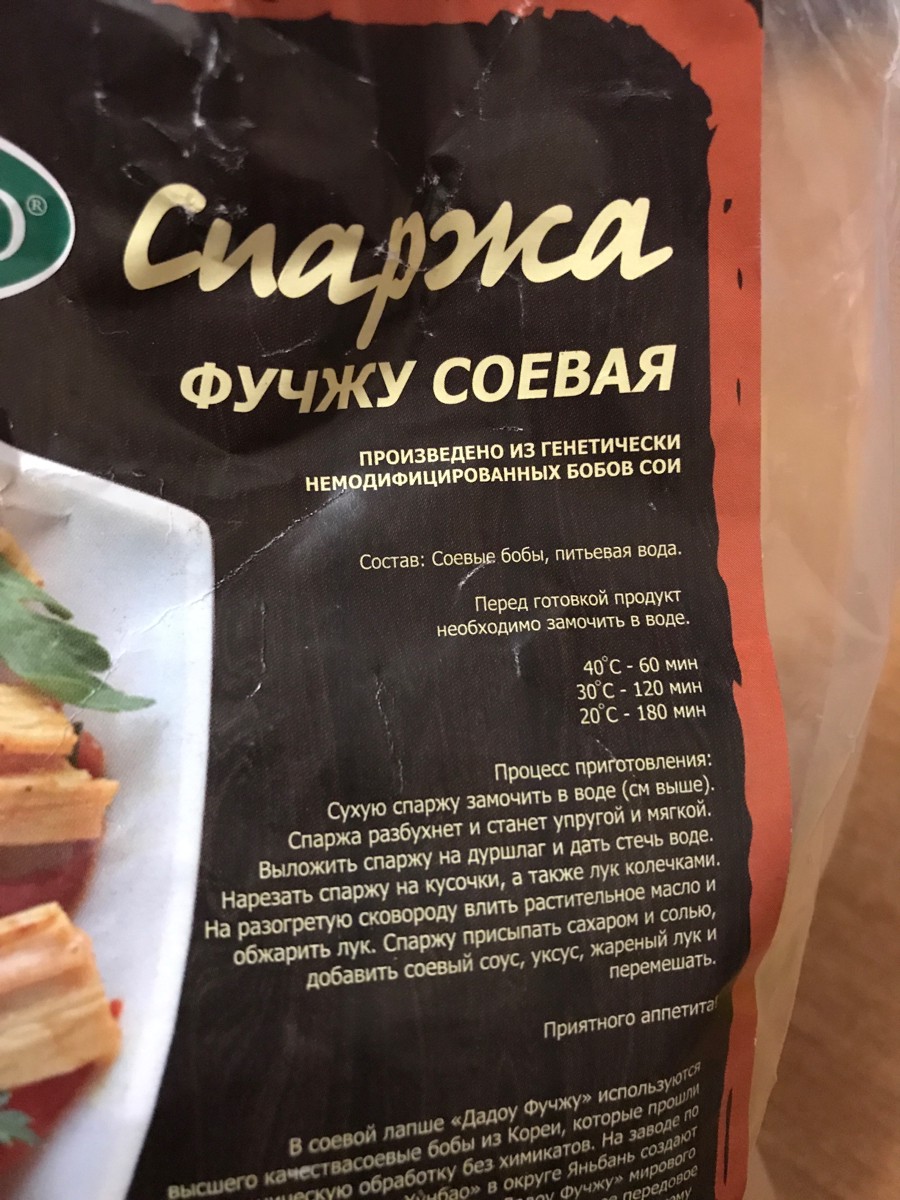 ®
Спаржа
ФУЧЖУ СОЕВАЯ
ПРОИЗВЕДЕНО ИЗ ГЕНЕТИЧЕСКИ
НЕМОДИФИЦИРОВАННЫХ БОБОВ СОИ
Состав: Соевые бобы, питьевая вода.
Перед готовкой продукт
необходимо замочить в воде.
40°С - 60 мин
30°С - 120 мин
20°С - 180 мин
Процесс приготовления:
Сухую спаржу замочить в воде (см выше).
Спаржа разбухнет и станет упругой и мягкой.
Выложить спаржу на дуршлаг и дать стечь воде.
Нарезать спаржу на кусочки, а также лук колечками.
На разогретую сковороду влить растительное масло и
обжарить лук. Спаржу присыпать сахаром и солью,
добавить соевый соус, уксус, жареный лук и
перемешать.
Приятного аппетита!
В соевой лапше «Дадоу Фучжу» используются
высшего качествасоевые бобы из Кореи, которые прошли
обработку без химикатов. На заводе по
в округе Яньбань создают
«Дадоу Фучжу» мирового
передовое